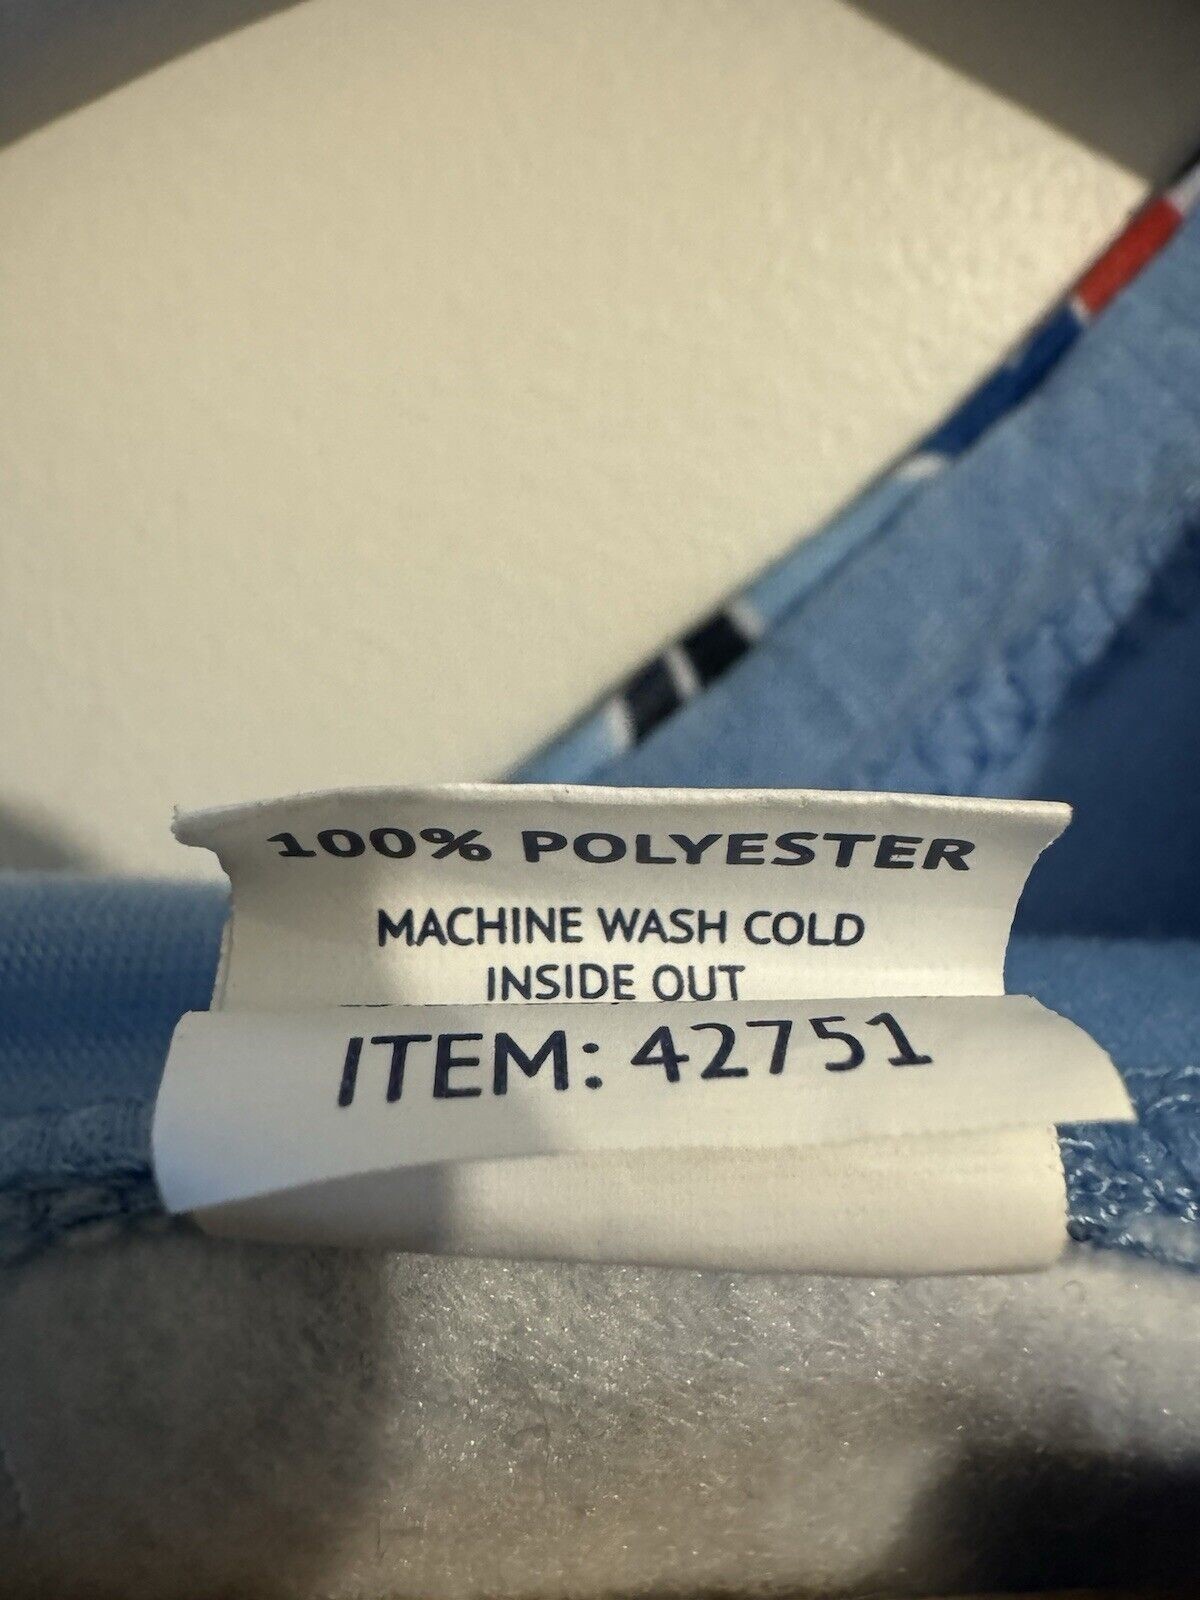 100% POLYESTER
MACHINE WASH COLD
INSIDE OUT
ITEM: 42751